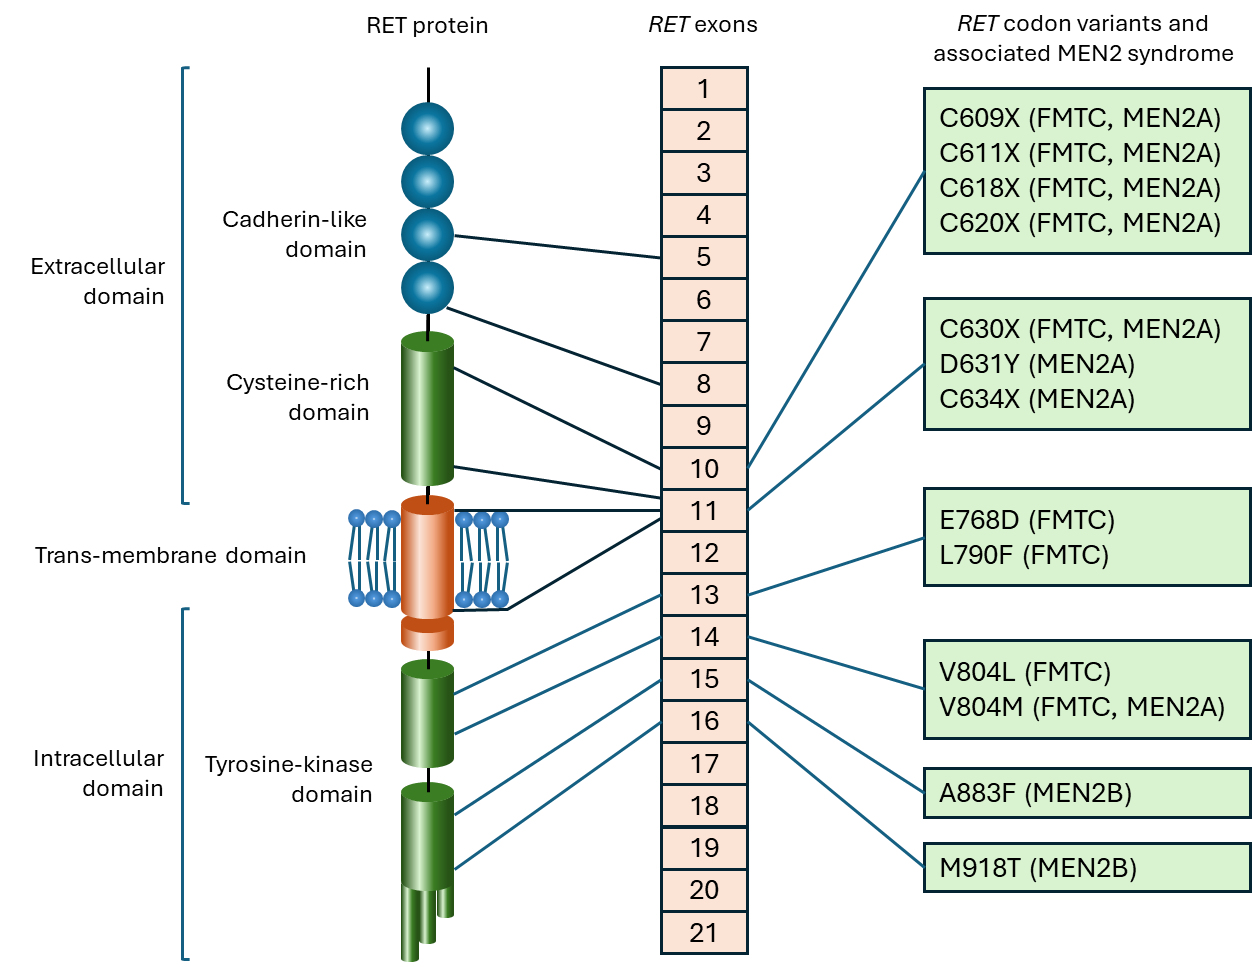 RET protein
RET exons
RET codon variants and
associated MEN2 syndrome
Extracellular
domain
Cadherin-like
domain
Cysteine-rich
domain
Trans-membrane domain
Intracellular
domain
Tyrosine-kinase
domain
1
2
3
4
5
6
7
8
9
10
11
12
13
14
15
16
17
18
19
20
21
C609X (FMTC, MEN2A)
C611X (FMTC, MEN2A)
C618X (FMTC, MEN2A)
C620X (FMTC, MEN2A)
C630X (FMTC, MEN2A)
D631Y (MEN2A)
C634X (MEN2A)
E768D (FMTC)
L790F (FMTC)
V804L (FMTC)
V804M (FMTC, MEN2A)
A883F (MEN2B)
M918T (MEN2B)